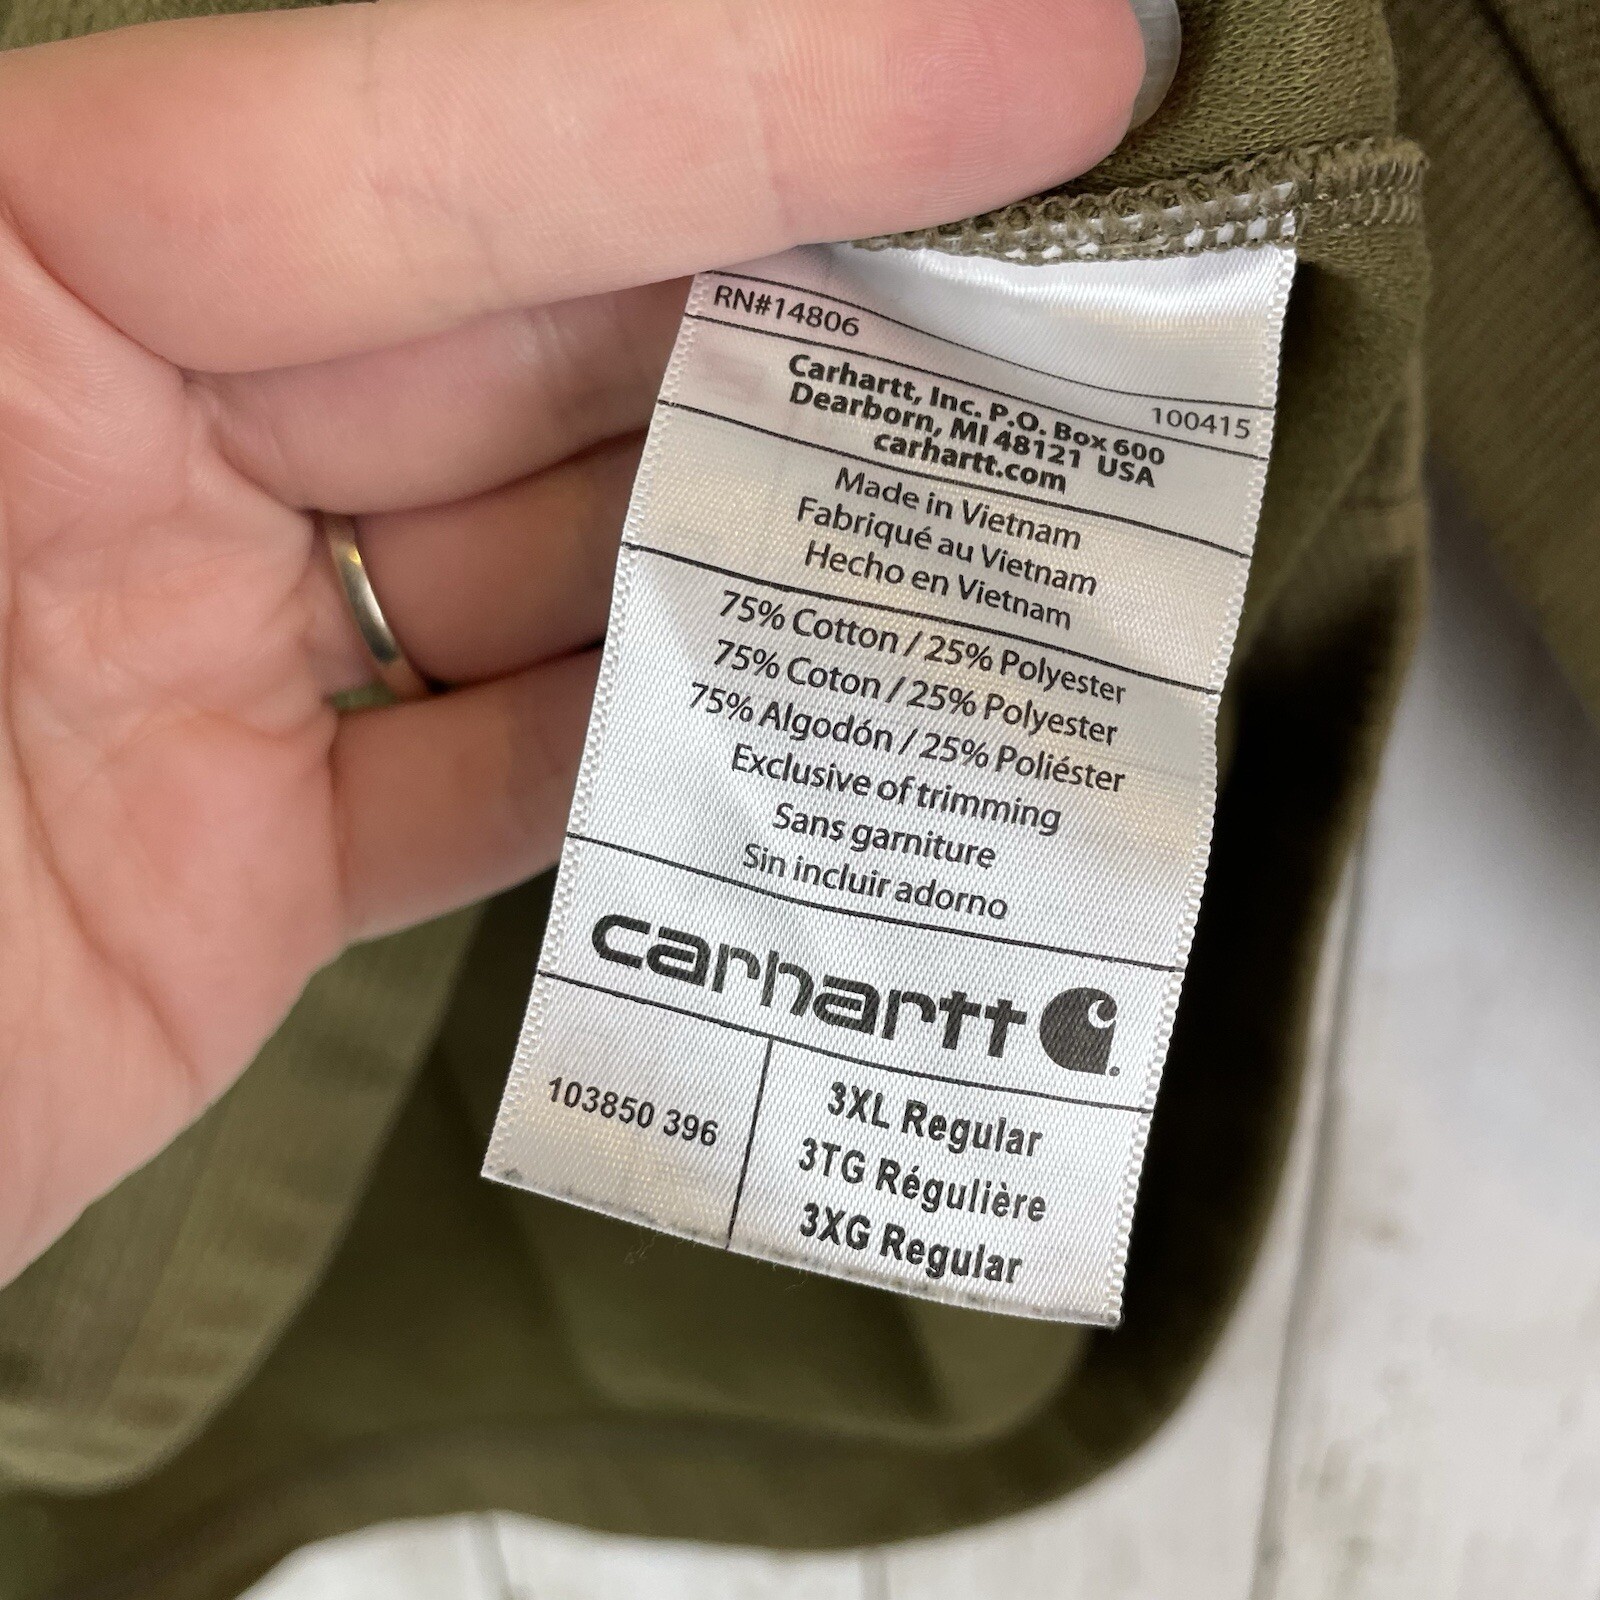 RN#14806
100415
Carhartt, Inc. P.O. Box 600
Dearborn, MI 48121 USA
carhartt.com
Made in Vietnam
Fabriqué au Vietnam
Hecho en Vietnam
75% Cotton / 25% Polyester
75% Coton / 25% Polyester
75% Algodón / 25% Poliéster
Exclusive of trimming
Sans garniture
Sin incluir adorno
carhartt
103850 396
3XL Regular
3TG Régulière
3XG Regular